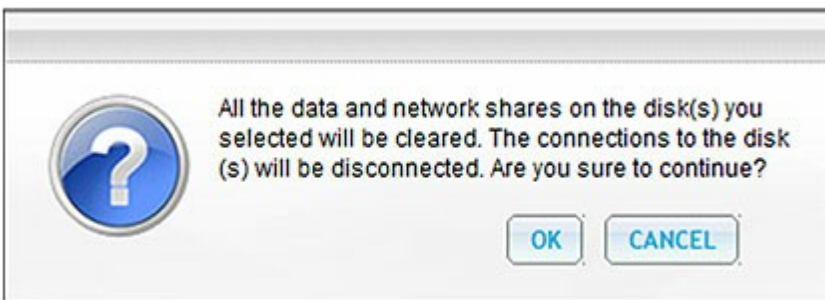 All the data and network shares on the disk(s) you
selected will be cleared. The connections to the disk
(s) will be disconnected. Are you sure to continue?
OK CANCEL